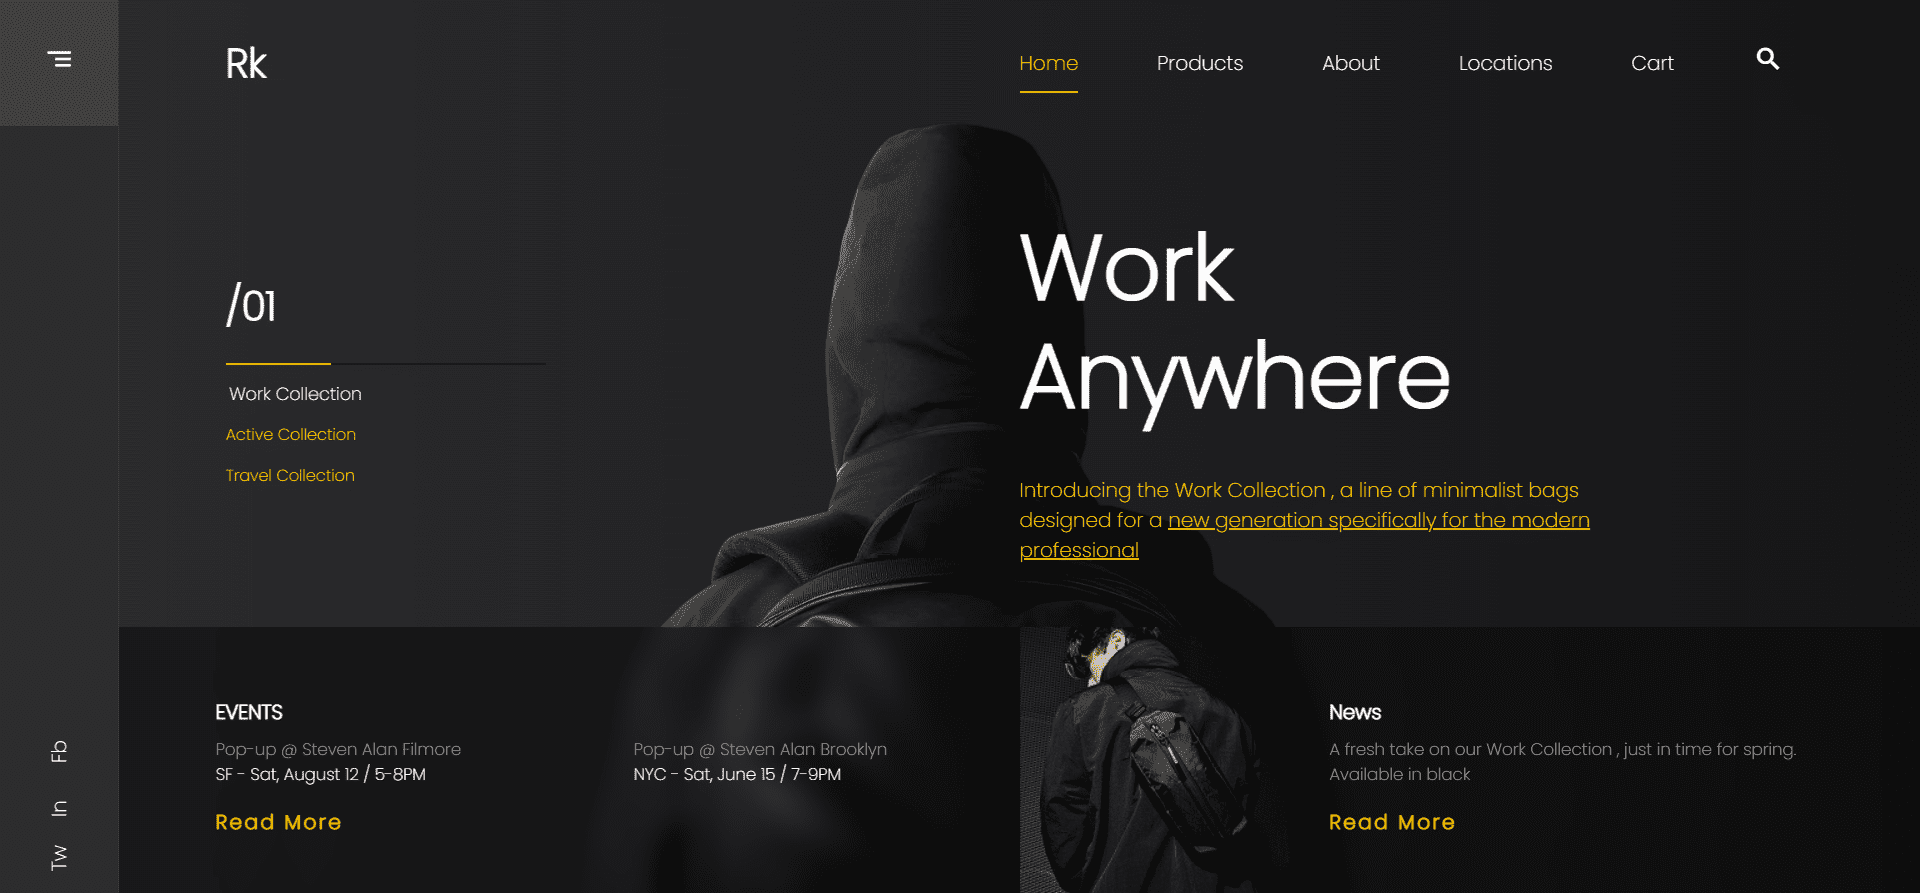 Rk
Home
Products
About
Locations
Cart
/01
Work Collection
Active Collection
Travel Collection
Work
Anywhere
Introducing the Work Collection , a line of minimalist bags
designed for a new generation specifically for the modern
professional
EVENTS
Pop-up @ Steven Alan Filmore
SF - Sat, August 12 / 5-8PM
Read More
Pop-up @ Steven Alan Brooklyn
NYC - Sat, June 15 / 7-9PM
News
A fresh take on our Work Collection , just in time for spring.
Available in black
Read More
Fb
In
Tw